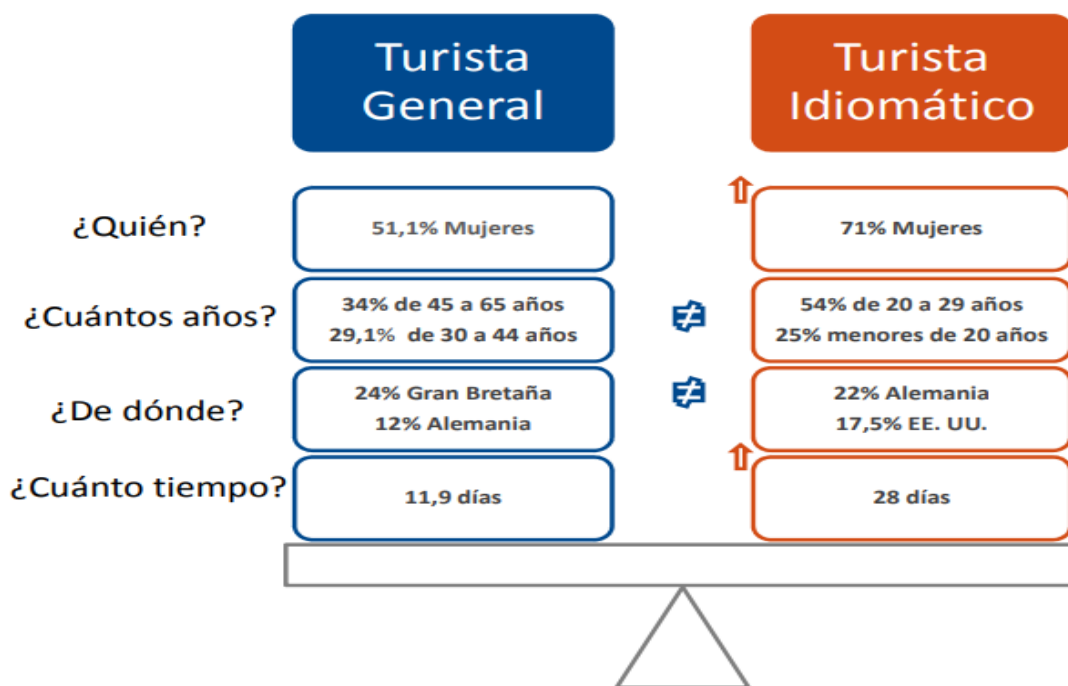 Turista
General
Turista
Idiomático
¿Quién?
51,1% Mujeres
71% Mujeres
¿Cuántos años?
34% de 45 a 65 años
29,1% de 30 a 44 años
≠
54% de 20 a 29 años
25% menores de 20 años
¿De dónde?
24% Gran Bretaña
12% Alemania
≠
22% Alemania
17,5% EE. UU.
¿Cuánto tiempo?
11,9 días
28 días